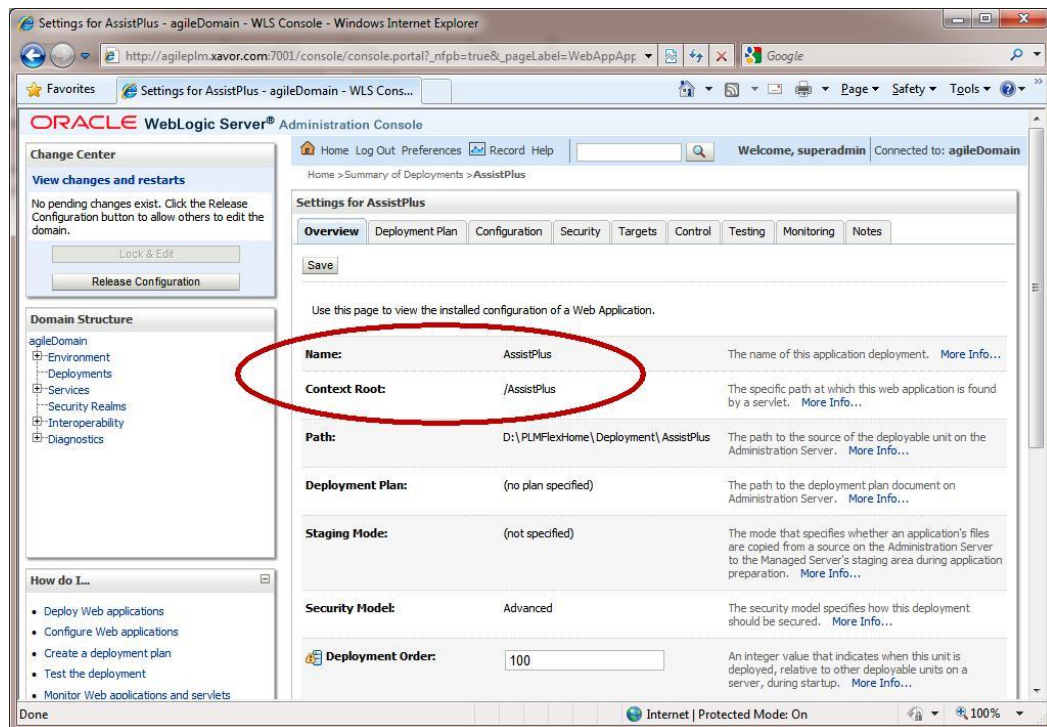 Settings for AssistPlus - agileDomain - WLS Console - Windows Internet Explorer
http://agileplm.xavor.com:7001/console/console.portal?_nfpb=true&_pageLabel=WebAppApp
Google
Favorites
Settings for AssistPlus - agileDomain - WLS Cons...
Page
Safety
Tools
ORACLE WebLogic Server® Administration Console
Change Center
View changes and restarts
No pending changes exist. Click the Release
Configuration button to allow others to edit the
domain.
Lock & Edit
Release Configuration
Domain Structure
agileDomain
Environment
Deployments
Services
Security Realms
Interoperability
Diagnostics
How do I...
• Deploy Web applications
• Configure Web applications
• Create a deployment plan
• Test the deployment
• Monitor Web applications and servlets
Home Log Out Preferences Record Help
Welcome, superadmin
Connected to: agileDomain
Home >Summary of Deployments >AssistPlus
Settings for AssistPlus
Overview Deployment Plan Configuration Security Targets Control Testing Monitoring Notes
Save
Use this page to view the installed configuration of a Web Application.
Name: AssistPlus The name of this application deployment. More Info...
Context Root: /AssistPlus The specific path at which this web application is found
by a servlet. More Info...
Path: D:\PLMFlexHome\Deployment\AssistPlus The path to the source of the deployable unit on the
Administration Server. More Info...
Deployment Plan: (no plan specified) The path to the deployment plan document on
Administration Server. More Info...
Staging Mode: (not specified) The mode that specifies whether an application's files
are copied from a source on the Administration Server
to the Managed Server's staging area during application
preparation. More Info...
Security Model: Advanced The security model specifies how this deployment
should be secured. More Info...
Deployment Order: 100 An integer value that indicates when this unit is
deployed, relative to other deployable units on a
server, during startup. More Info...
Done
Internet | Protected Mode: On
100%